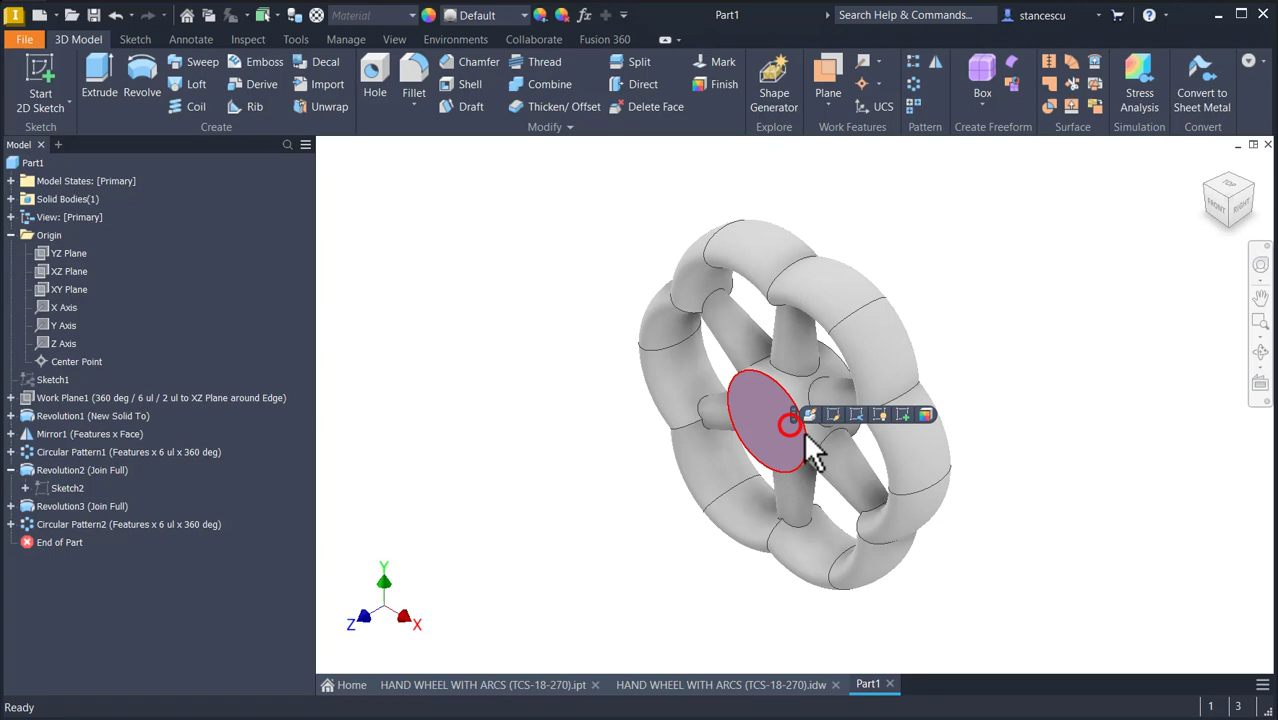 Material
Default
Part1
Search Help & Commands...
stancescu
File
3D Model
Sketch
Annotate
Inspect
Tools
Manage
View
Environments
Collaborate
Fusion 360
Start
2D Sketch
Extrude
Revolve
Sweep
Loft
Coil
Emboss
Derive
Rib
Decal
Import
Unwrap
Hole
Fillet
Chamfer
Shell
Draft
Thread
Combine
Thicken/ Offset
Split
Direct
Delete Face
Mark
Finish
Shape
Generator
Plane
UCS
Box
Stress
Analysis
Convert to
Sheet Metal
Sketch
Create
Modify
Explore
Work Features
Pattern
Create Freeform
Surface
Simulation
Convert
Model
Part1
Model States: [Primary]
Solid Bodies(1)
View: [Primary]
Origin
YZ Plane
XZ Plane
XY Plane
X Axis
Y Axis
Z Axis
Center Point
Sketch1
Work Plane1 (360 deg / 6 ul / 2 ul to XZ Plane around Edge)
Revolution1 (New Solid To)
Mirror1 (Features x Part)
Circular Pattern1 (Features x 6 ul x 360 deg)
Revolution2 (Join Full)
Sketch2
Revolution3 (Join Full)
Circular Pattern2 (Features x 6 ul x 360 deg)
End of Part
TOP
FRONT
RIGHT
Y
Z
X
Home
HAND WHEEL WITH ARCS (TCS-18-270).ipt
HAND WHEEL WITH ARCS (TCS-18-270).idw
Part1
Ready
1
3